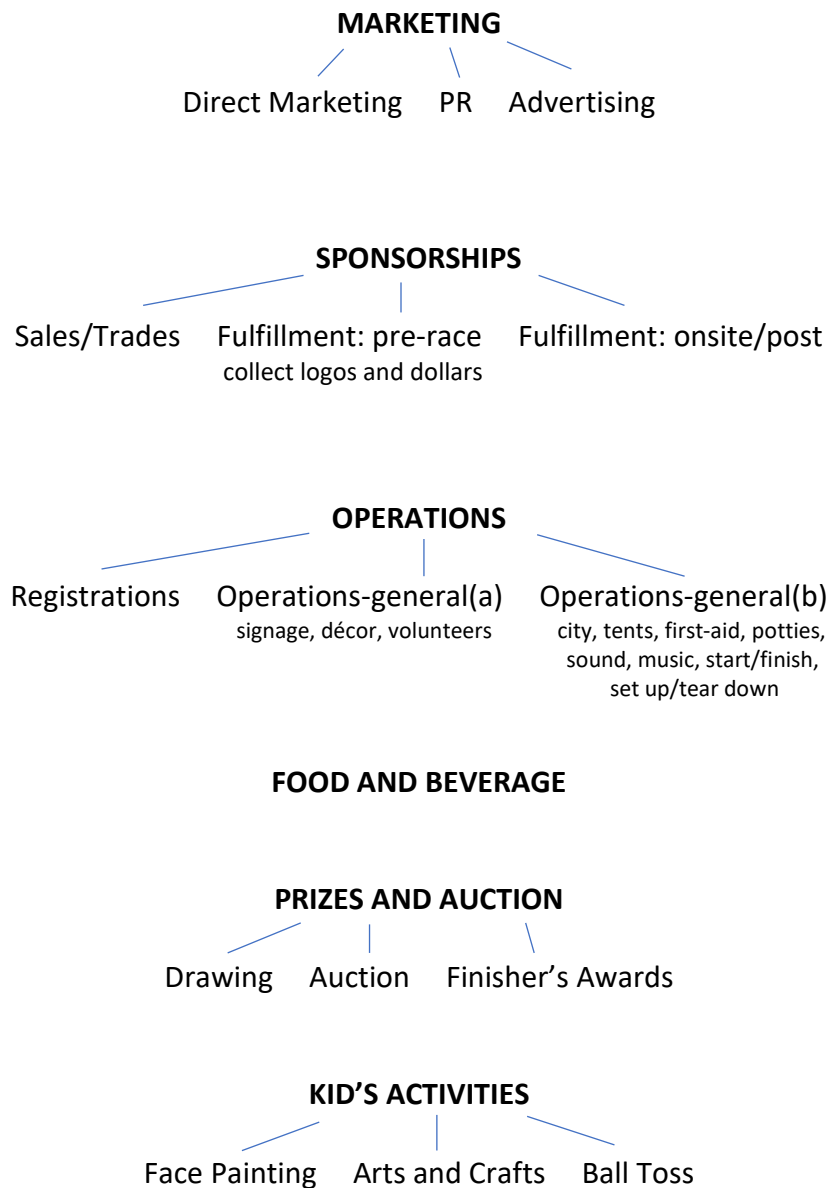 MARKETING
Direct Marketing PR Advertising
SPONSORSHIPS
Sales/Trades Fulfillment: pre-race Fulfillment: onsite/post
collect logos and dollars
OPERATIONS
Registrations Operations-general(a) Operations-general(b)
signage, décor, volunteers city, tents, first-aid, potties,
sound, music, start/finish,
set up/tear down
FOOD AND BEVERAGE
PRIZES AND AUCTION
Drawing Auction Finisher’s Awards
KID’S ACTIVITIES
Face Painting Arts and Crafts Ball Toss